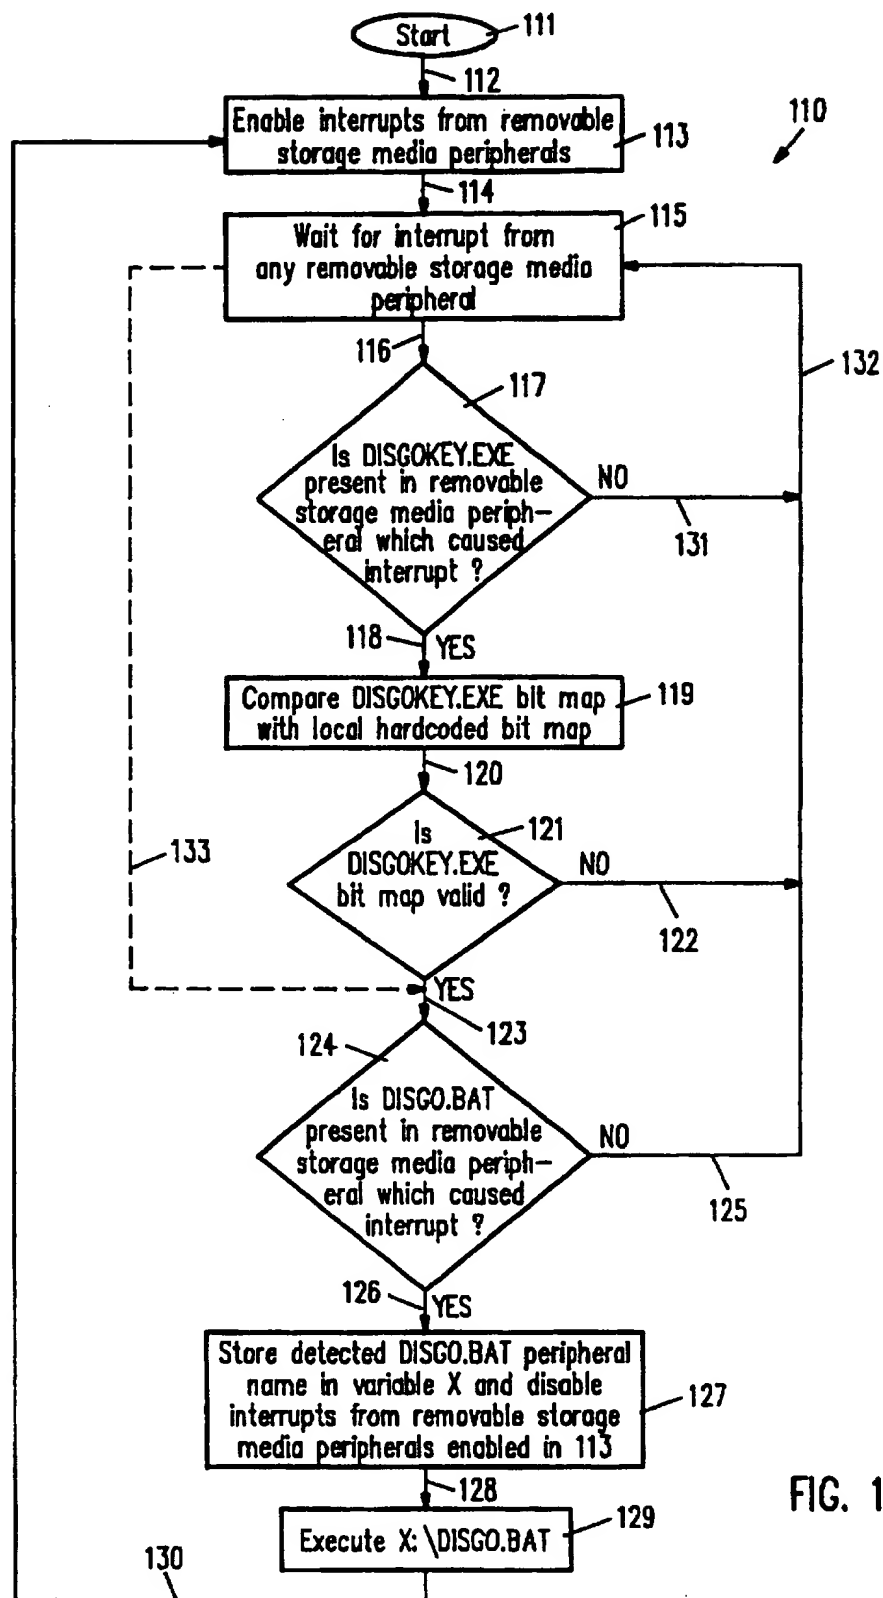 Start
111
112
110
Enable interrupts from removable
storage media peripherals
113
114
115
Wait for interrupt from
any removable storage media
peripheral
116
132
117
Is DISGOKEY.EXE
present in removable
storage media periph-
eral which caused
interrupt ?
NO
131
118
YES
Compare DISGOKEY.EXE bit map
with local hardcoded bit map
119
120
121
Is
DISGOKEY.EXE
bit map valid ?
NO
133
122
YES
123
124
Is DISGO.BAT
present in removable
storage media periph-
eral which caused
interrupt ?
NO
125
126
YES
Store detected DISGO.BAT peripheral
name in variable X and disable
interrupts from removable storage
media peripherals enabled in 113
127
128
FIG. 1
Execute X: \DISGO.BAT
129
130